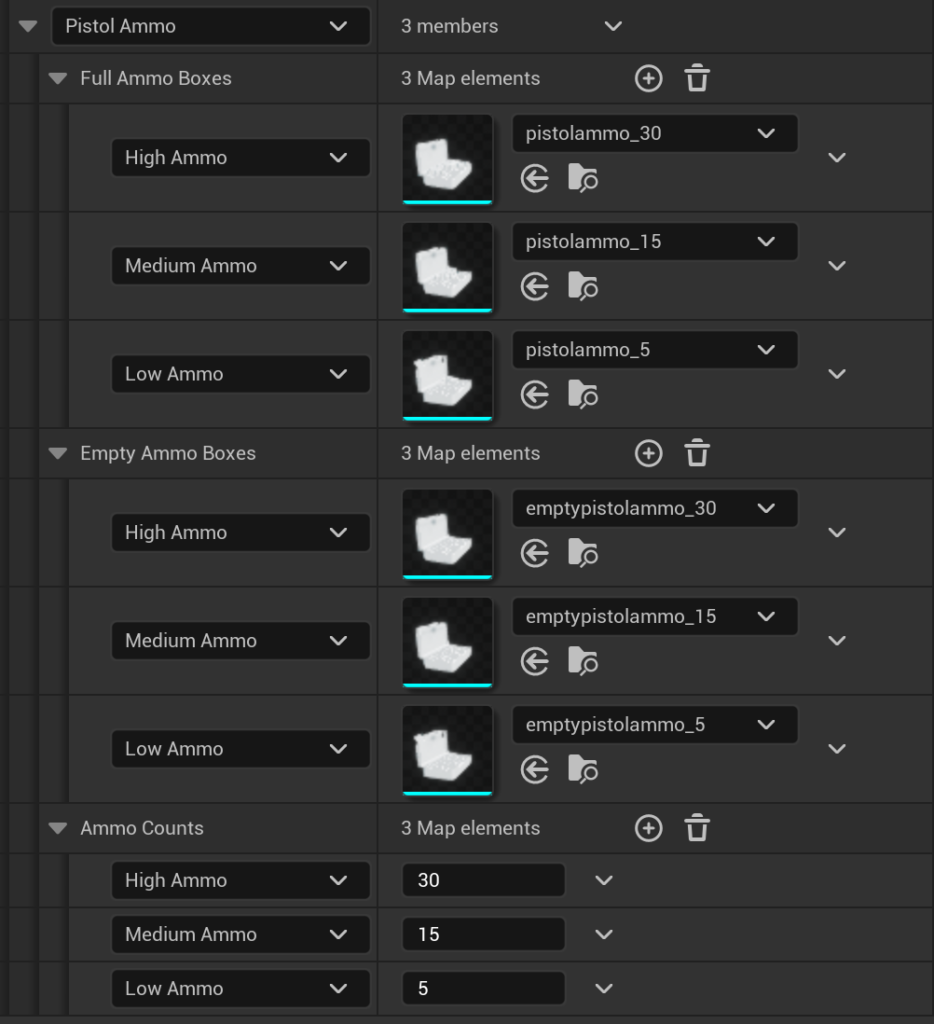 Pistol Ammo 3 members
Full Ammo Boxes 3 Map elements
High Ammo pistolammo_30
Medium Ammo pistolammo_15
Low Ammo pistolammo_5
Empty Ammo Boxes 3 Map elements
High Ammo emptypistolammo_30
Medium Ammo emptypistolammo_15
Low Ammo emptypistolammo_5
Ammo Counts 3 Map elements
High Ammo 30
Medium Ammo 15
Low Ammo 5